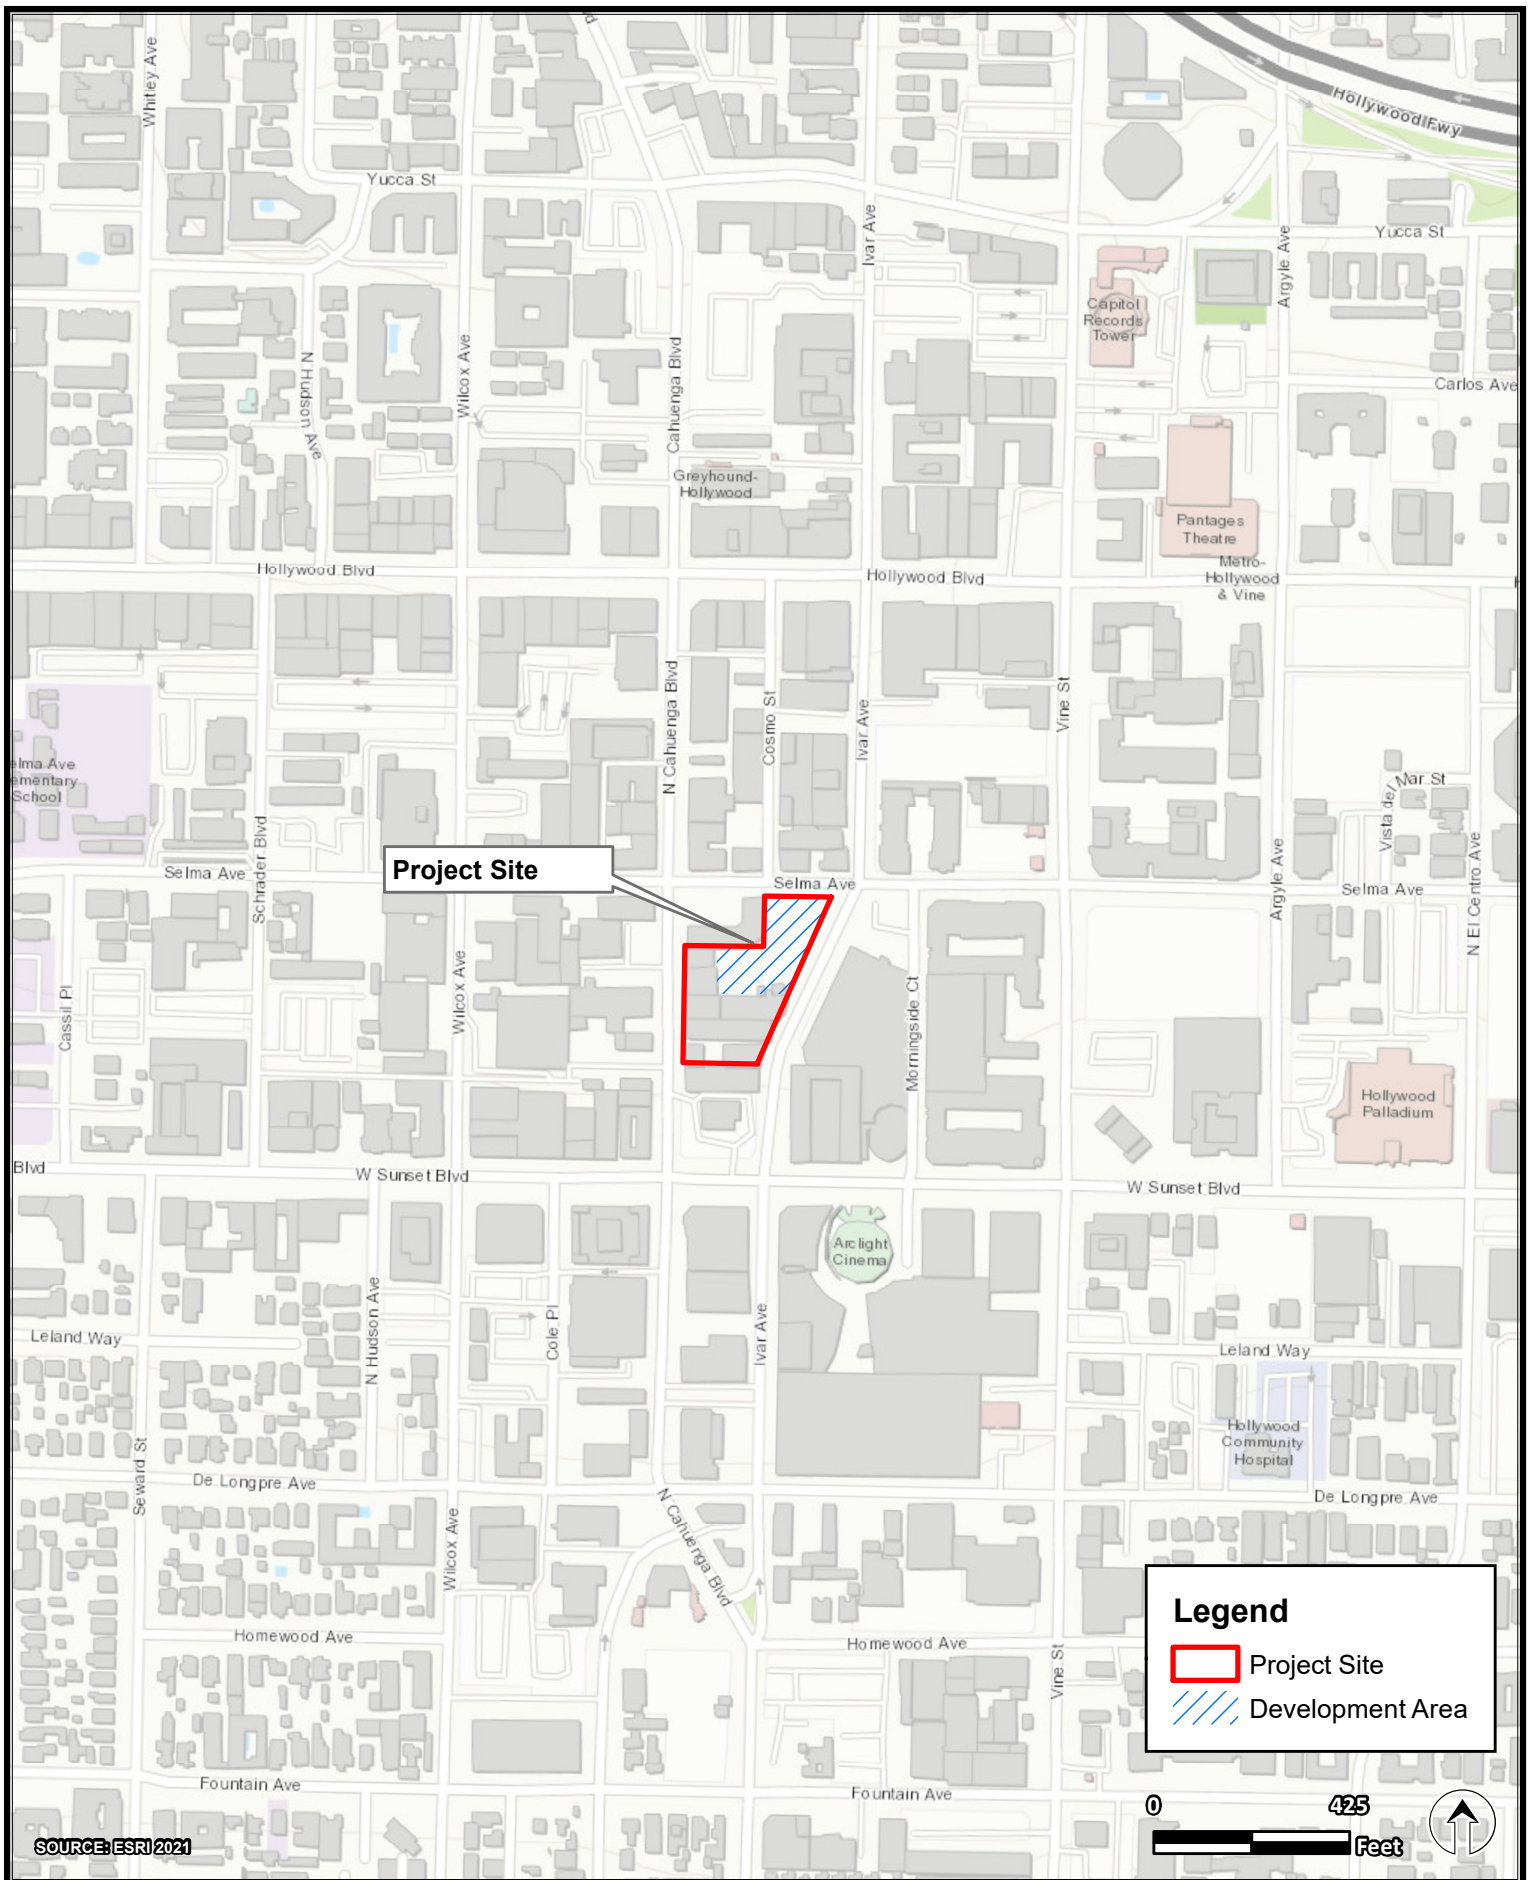 Whitley Ave
Hollywood Fwy
Yucca St
Ivar Ave
Yucca St
Argyle Ave
Capitol
Records
Tower
N Hudson Ave
Wilcox Ave
Cahuenga Blvd
Carlos Ave
Greyhound-
Hollywood
Pantages
Theatre
Metro-
Hollywood
& Vine
Hollywood Blvd
Hollywood Blvd
N Cahuenga Blvd
Cosmo St
Ivar Ave
Vine St
elma Ave
ementary
School
Vista del Mar St
Schrader Blvd
Project Site
Selma Ave
Selma Ave
Selma Ave
Argyle Ave
N El Centro Ave
Cassil Pl
Wilcox Ave
Morningside Ct
Hollywood
Palladium
Blvd
W Sunset Blvd
W Sunset Blvd
Arclight
Cinema
Leland Way
N Hudson Ave
Cole Pl
Ivar Ave
Leland Way
Hollywood
Community
Hospital
Seward St
De Longpre Ave
De Longpre Ave
Wilcox Ave
N Cahuenga Blvd
Homewood Ave
Homewood Ave
Vine St
Legend
Project Site
Development Area
Fountain Ave
Fountain Ave
0 425
Feet
SOURCE: ESRI 2021